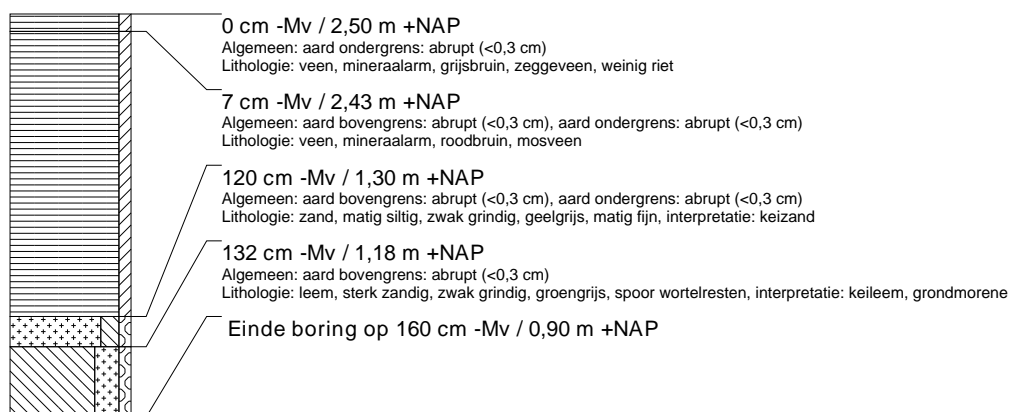 0 cm -Mv / 2,50 m +NAP
Algemeen: aard ondergrens: abrupt (<0,3 cm)
Lithologie: veen, mineraalarm, grijsbruin, zeggeveen, weinig riet
7 cm -Mv / 2,43 m +NAP
Algemeen: aard bovengrens: abrupt (<0,3 cm), aard ondergrens: abrupt (<0,3 cm)
Lithologie: veen, mineraalarm, roodbruin, mosveen
120 cm -Mv / 1,30 m +NAP
Algemeen: aard bovengrens: abrupt (<0,3 cm), aard ondergrens: abrupt (<0,3 cm)
Lithologie: zand, matig siltig, zwak grindig, geelgrijs, matig fijn, interpretatie: keizand
132 cm -Mv / 1,18 m +NAP
Algemeen: aard bovengrens: abrupt (<0,3 cm)
Lithologie: leem, sterk zandig, zwak grindig, groengrijs, spoor wortelresten, interpretatie: keileem, grondmorene
Einde boring op 160 cm -Mv / 0,90 m +NAP